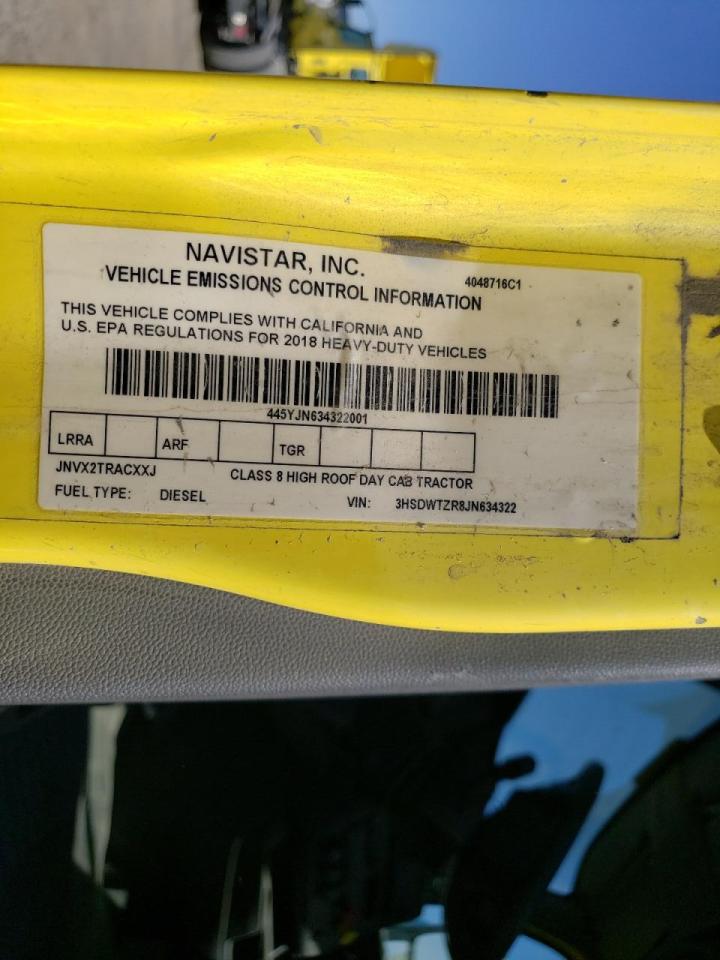 NAVISTAR, INC.
VEHICLE EMISSIONS CONTROL INFORMATION 4048716C1
THIS VEHICLE COMPLIES WITH CALIFORNIA AND
U.S. EPA REGULATIONS FOR 2018 HEAVY-DUTY VEHICLES
445YJN634322001
LRRA ARF TGR
JNVX2TRACXXJ CLASS 8 HIGH ROOF DAY CAB TRACTOR
FUEL TYPE: DIESEL VIN: 3HSDWTZR8JN634322